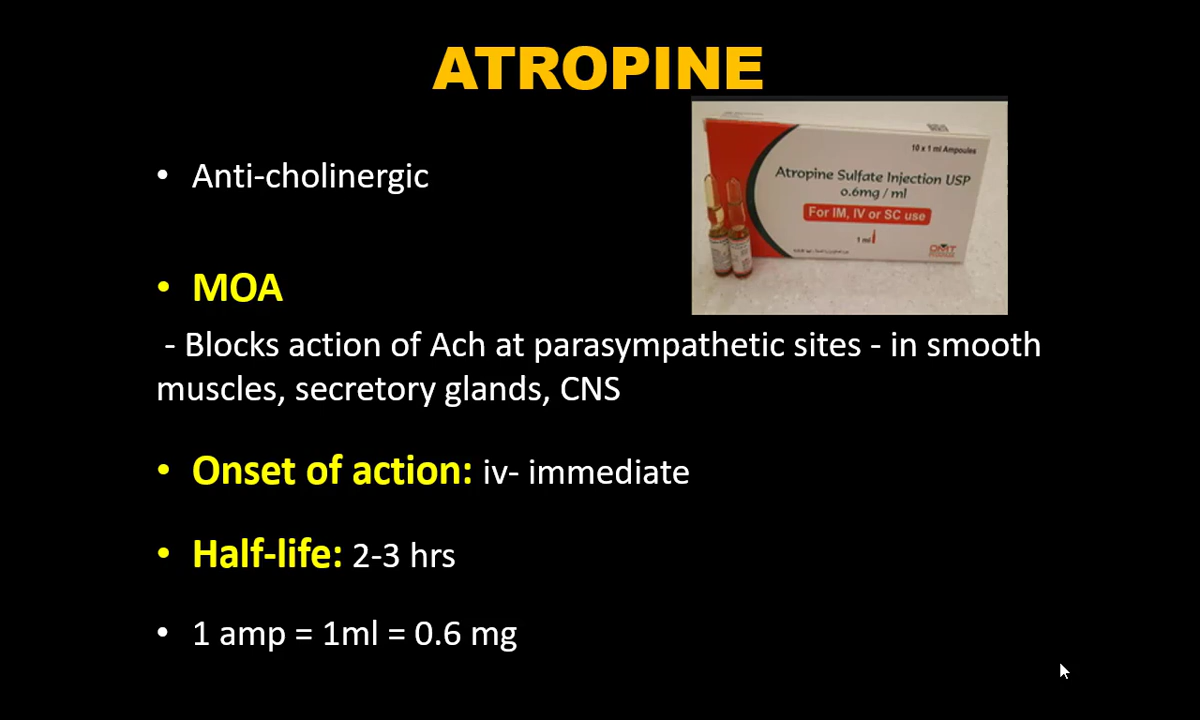 ATROPINE
• Anti-cholinergic
10 x 1 ml Ampoules
Atropine Sulfate Injection USP
0.6mg / ml
For IM, IV or SC use
1 ml
• MOA
- Blocks action of Ach at parasympathetic sites - in smooth
muscles, secretory glands, CNS
• Onset of action: iv- immediate
• Half-life: 2-3 hrs
• 1 amp = 1ml = 0.6 mg